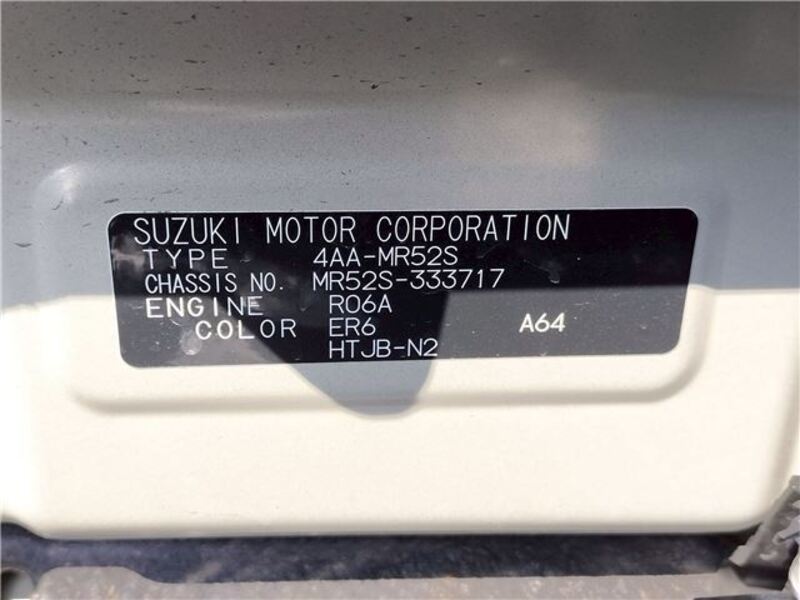 SUZUKI MOTOR CORPORATION
TYPE 4AA-MR52S
CHASSIS NO. MR52S-333717
ENGINE R06A
COLOR ER6 A64
HTJB-N2